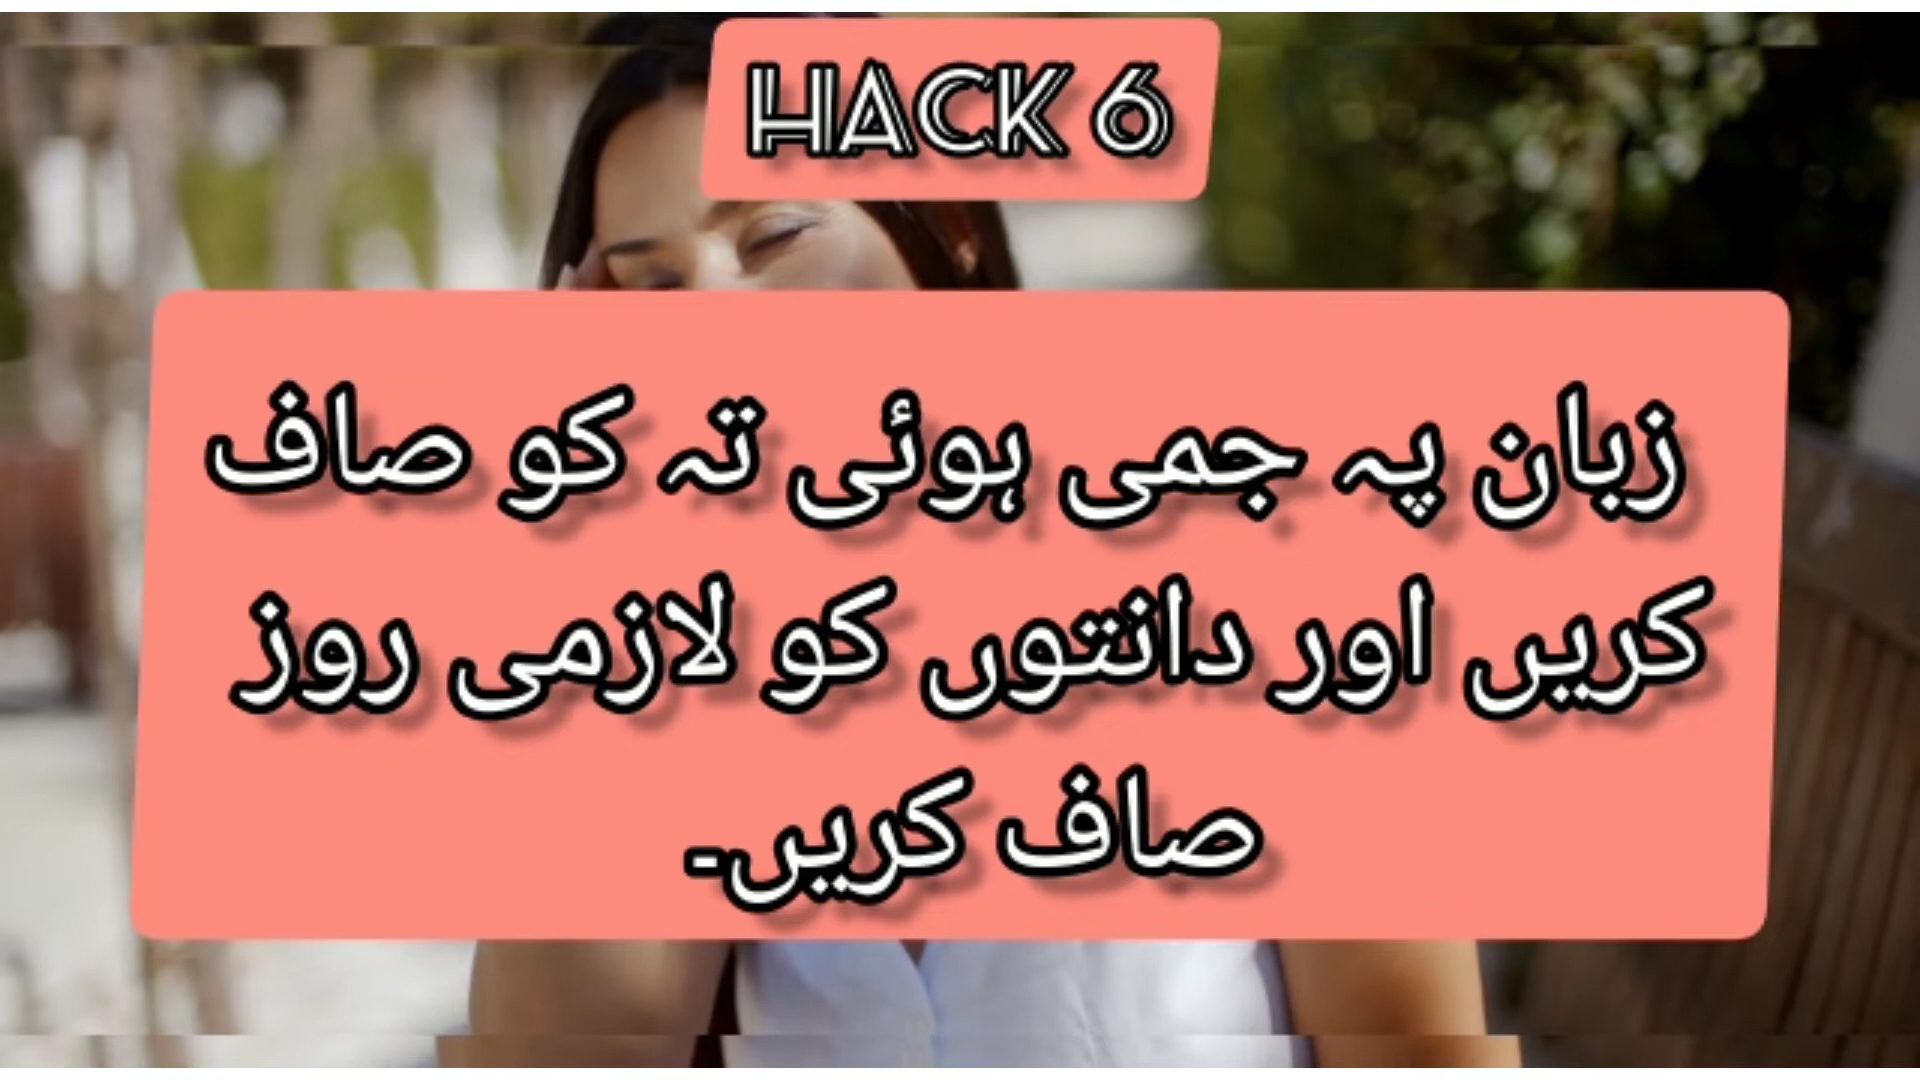 HACK 6
زبان پہ جمی ہوئی تہ کو صاف
کریں اور دانتوں کو لازمی روز
صاف کریں۔